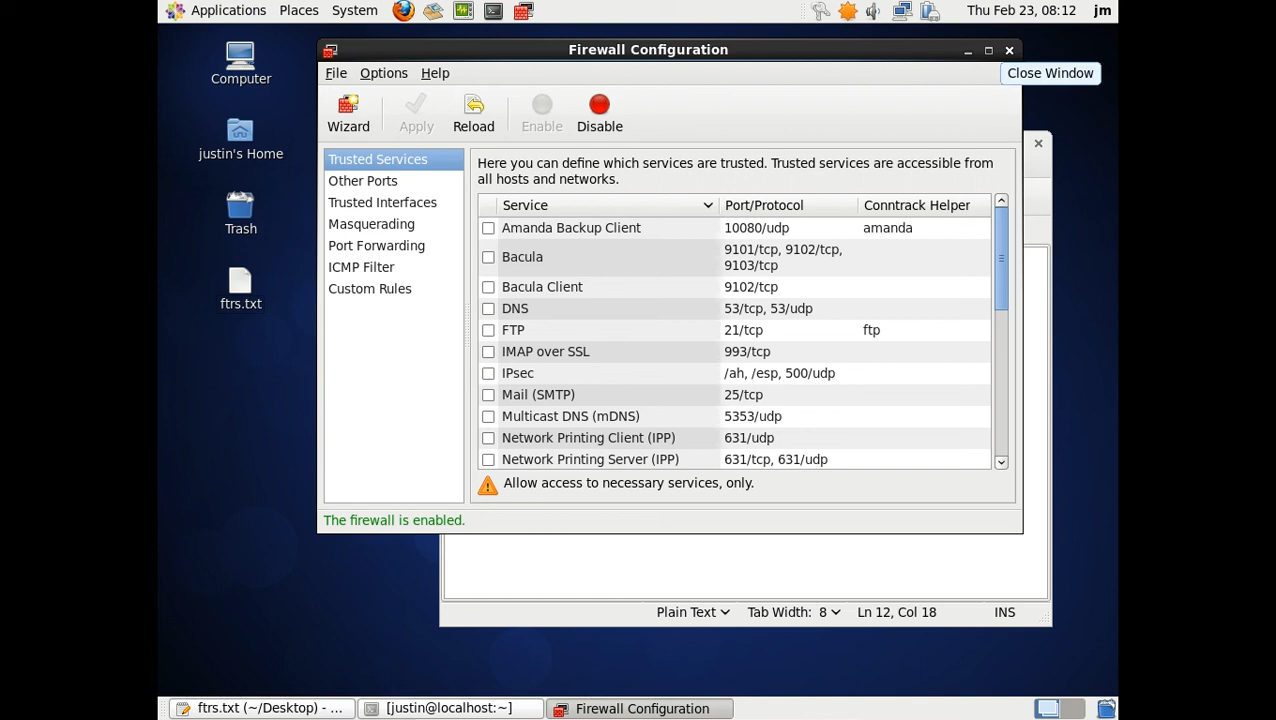 Applications Places System Thu Feb 23, 08:12 jm
Firewall Configuration
File Options Help
Close Window
Wizard Apply Reload Enable Disable
Computer
justin's Home
Trash
ftrs.txt
Trusted Services
Other Ports
Trusted Interfaces
Masquerading
Port Forwarding
ICMP Filter
Custom Rules
Here you can define which services are trusted. Trusted services are accessible from
all hosts and networks.
Service Port/Protocol Conntrack Helper
Amanda Backup Client 10080/udp amanda
Bacula 9101/tcp, 9102/tcp,
9103/tcp
Bacula Client 9102/tcp
DNS 53/tcp, 53/udp
FTP 21/tcp ftp
IMAP over SSL 993/tcp
IPsec /ah, /esp, 500/udp
Mail (SMTP) 25/tcp
Multicast DNS (mDNS) 5353/udp
Network Printing Client (IPP) 631/udp
Network Printing Server (IPP) 631/tcp, 631/udp
Allow access to necessary services, only.
The firewall is enabled.
Plain Text Tab Width: 8 Ln 12, Col 18 INS
ftrs.txt (~/Desktop) - ... [justin@localhost:~] Firewall Configuration